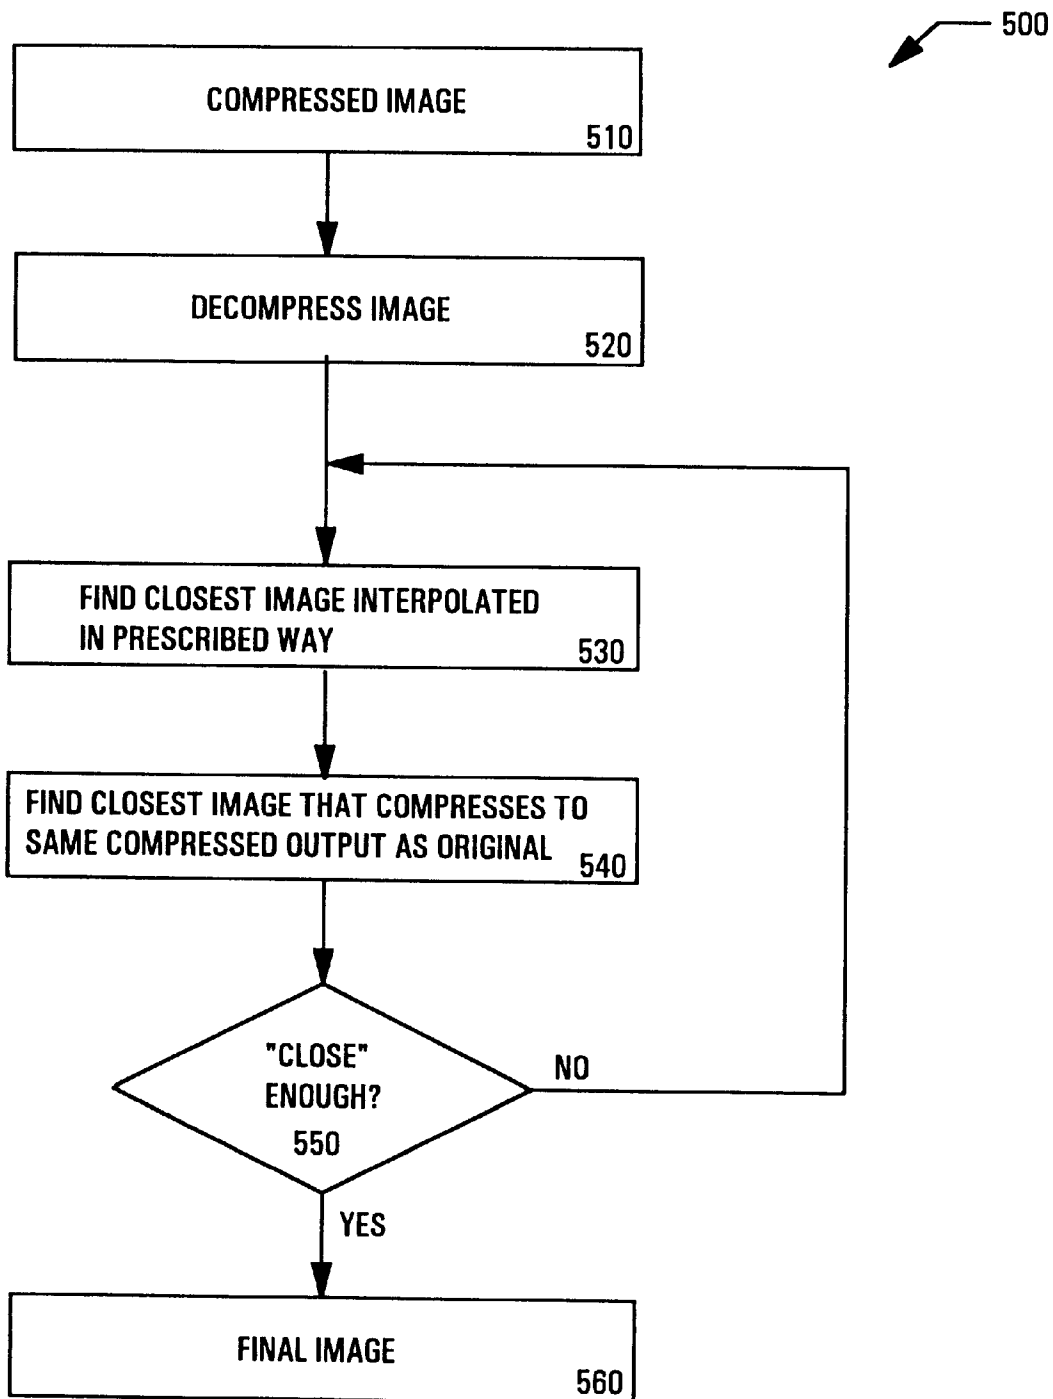 500
COMPRESSED IMAGE
510
DECOMPRESS IMAGE
520
FIND CLOSEST IMAGE INTERPOLATED
IN PRESCRIBED WAY
530
FIND CLOSEST IMAGE THAT COMPRESSES TO
SAME COMPRESSED OUTPUT AS ORIGINAL
540
"CLOSE"
ENOUGH?
550
NO
YES
FINAL IMAGE
560